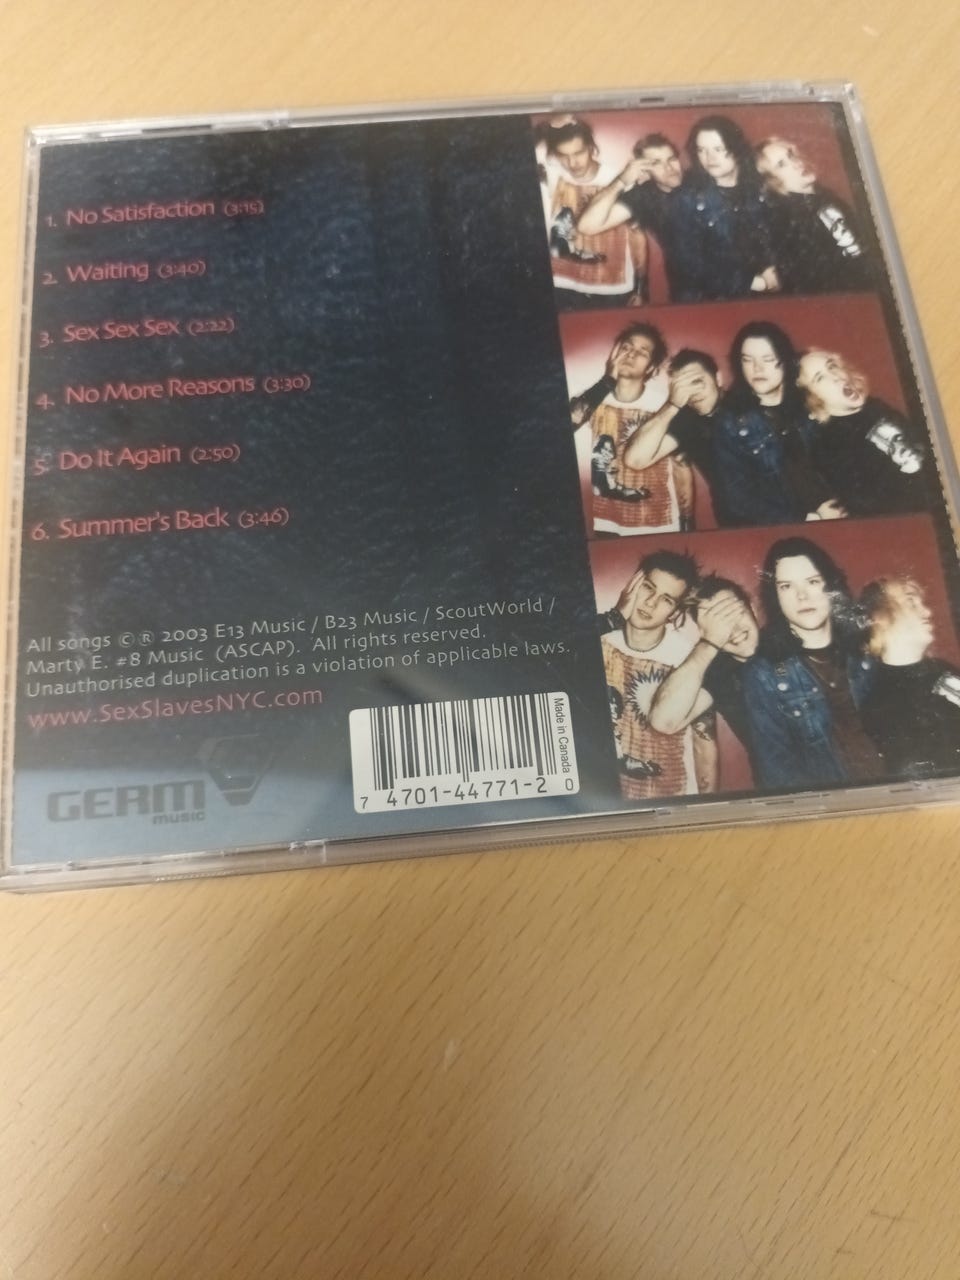 1. No Satisfaction (3:15)
2. Waiting (3:40)
3. Sex Sex Sex (2:22)
4. No More Reasons (3:30)
5. Do It Again (2:50)
6. Summer's Back (3:46)
All songs © ® 2003 E13 Music / B23 Music / ScoutWorld /
Marty E. #8 Music (ASCAP). All rights reserved.
Unauthorised duplication is a violation of applicable laws.
www.SexSlavesNYC.com
GERM
music
Made in Canada
7 4701-44771-2 0